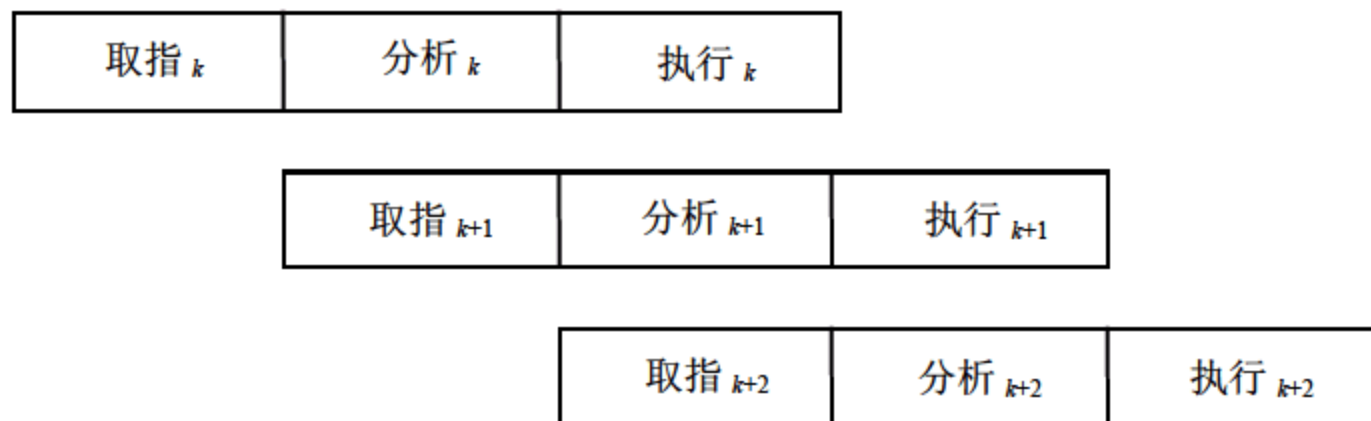 取指 k 分析 k 执行 k
取指 k+1 分析 k+1 执行 k+1
取指 k+2 分析 k+2 执行 k+2